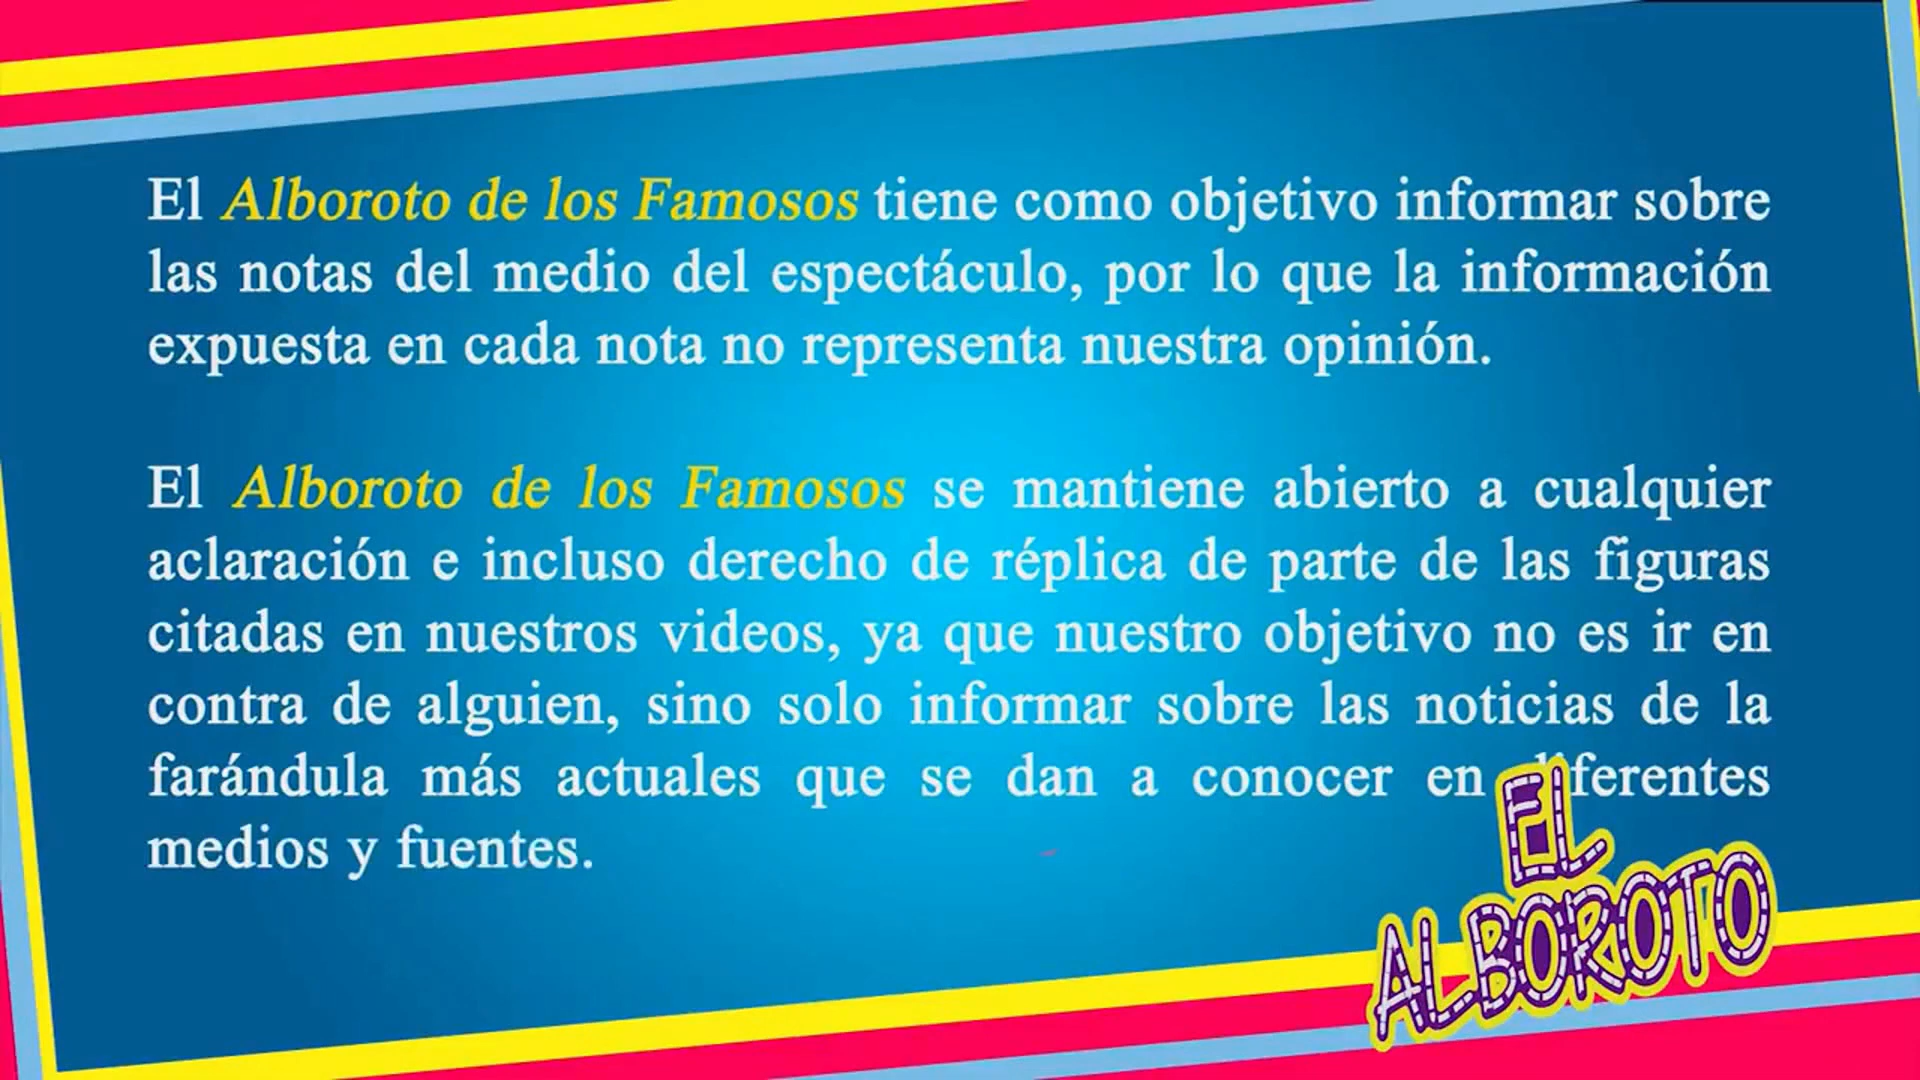 El Alboroto de los Famosos tiene como objetivo informar sobre
las notas del medio del espectáculo, por lo que la información
expuesta en cada nota no representa nuestra opinión.
El Alboroto de los Famosos se mantiene abierto a cualquier
aclaración e incluso derecho de réplica de parte de las figuras
citadas en nuestros videos, ya que nuestro objetivo no es ir en
contra de alguien, sino solo informar sobre las noticias de la
farándula más actuales que se dan a conocer en diferentes
medios y fuentes.
EL
ALBOROTO